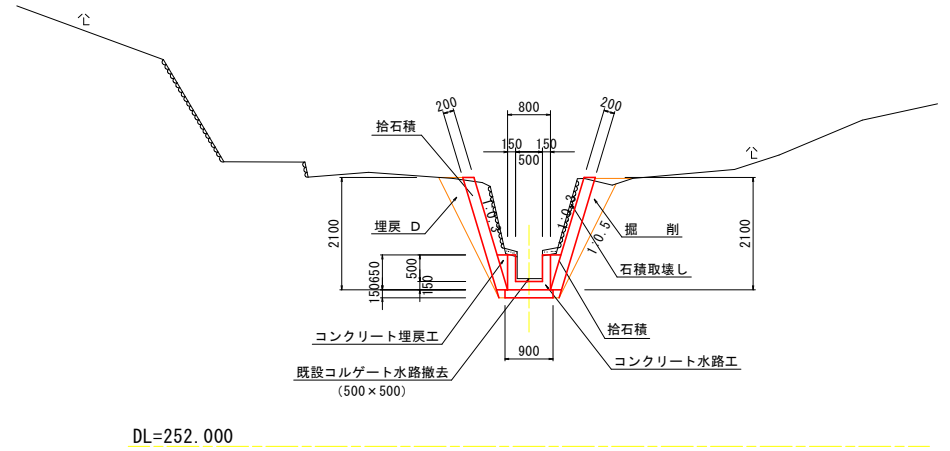 200
800
200
拾石積
150
150
500
1:0.3
1:0.3
2100
埋戻 D
1:0.5
掘 削
2100
石積取壊し
500
650
150
150
拾石積
コンクリート埋戻工
900
コンクリート水路工
既設コルゲート水路撤去
(500×500)
DL=252.000